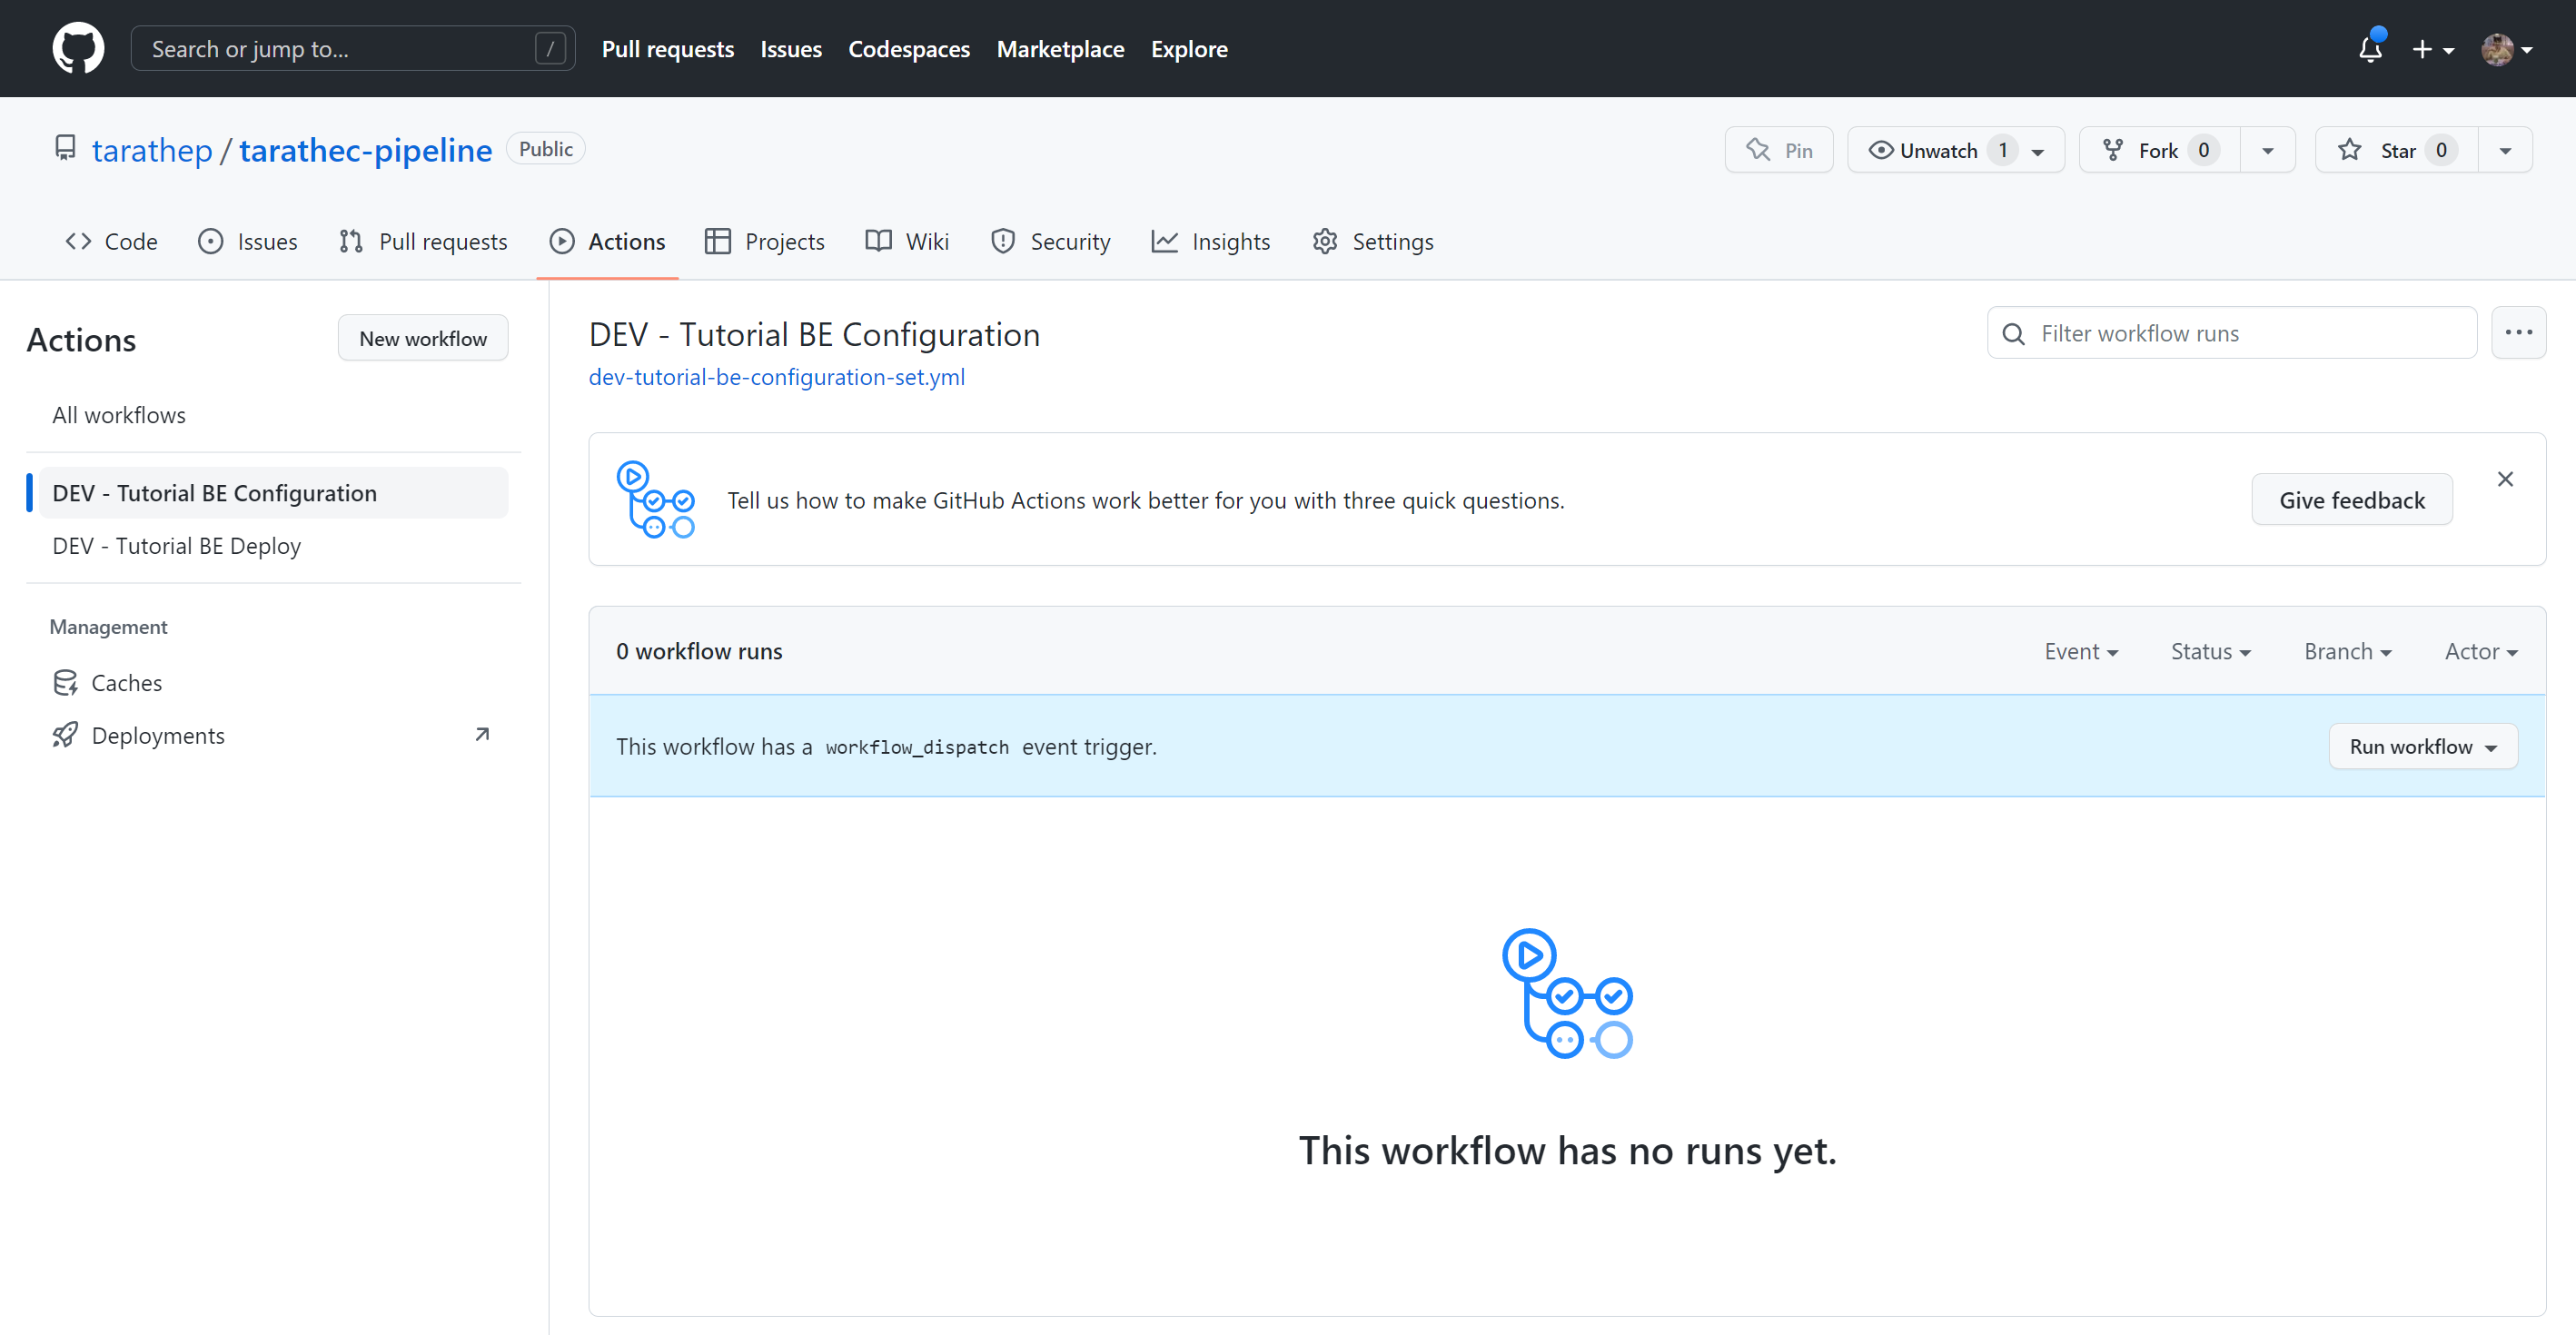 Search or jump to... /
Pull requests Issues Codespaces Marketplace Explore
tarathep / tarathec-pipeline Public
Pin Unwatch 1 Fork 0 Star 0
Code Issues Pull requests Actions Projects Wiki Security Insights Settings
Actions New workflow
All workflows
DEV - Tutorial BE Configuration
DEV - Tutorial BE Deploy
Management
Caches
Deployments
DEV - Tutorial BE Configuration
Filter workflow runs
dev-tutorial-be-configuration-set.yml
Tell us how to make GitHub Actions work better for you with three quick questions. Give feedback
0 workflow runs Event Status Branch Actor
This workflow has a workflow_dispatch event trigger. Run workflow
This workflow has no runs yet.